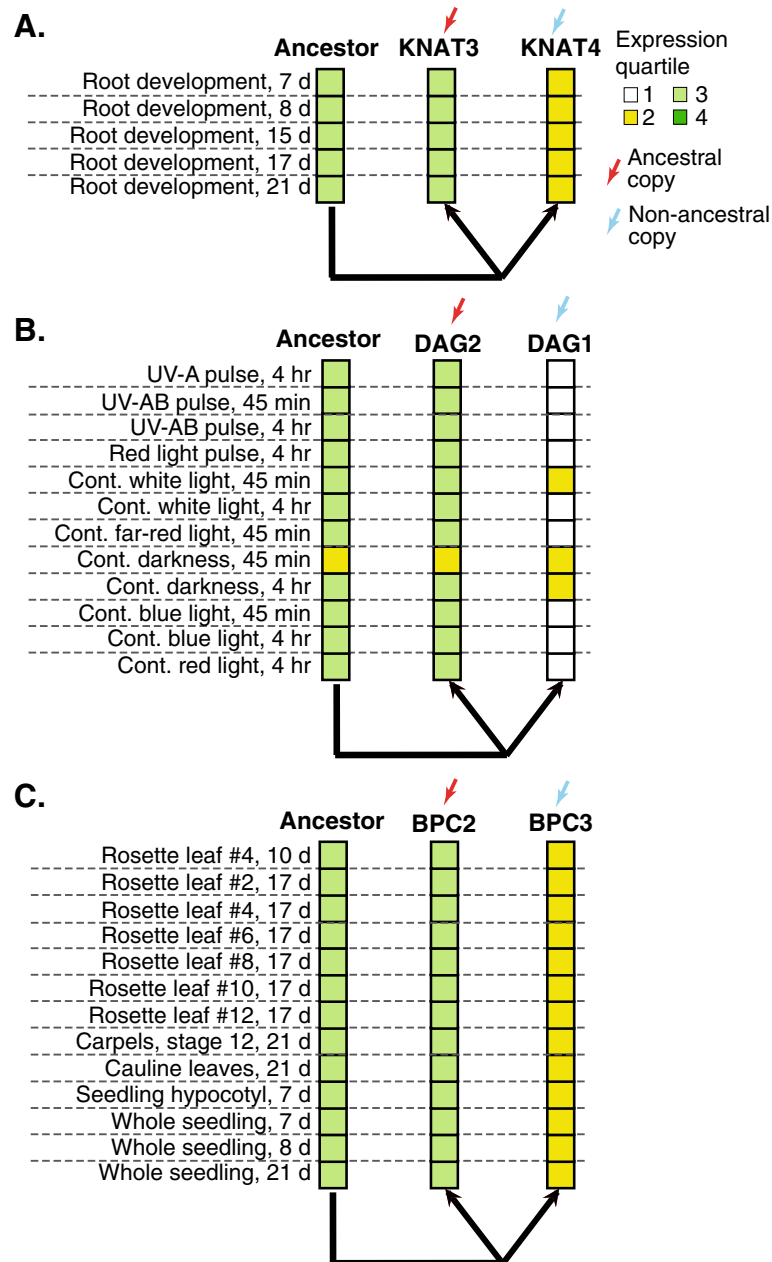 A.
Ancestor KNAT3 KNAT4
Expression
quartile
1 3
2 4
Ancestral
copy
Non-ancestral
copy
Root development, 7 d
Root development, 8 d
Root development, 15 d
Root development, 17 d
Root development, 21 d
B.
Ancestor DAG2 DAG1
UV-A pulse, 4 hr
UV-AB pulse, 45 min
UV-AB pulse, 4 hr
Red light pulse, 4 hr
Cont. white light, 45 min
Cont. white light, 4 hr
Cont. far-red light, 45 min
Cont. darkness, 45 min
Cont. darkness, 4 hr
Cont. blue light, 45 min
Cont. blue light, 4 hr
Cont. red light, 4 hr
C.
Ancestor BPC2 BPC3
Rosette leaf #4, 10 d
Rosette leaf #2, 17 d
Rosette leaf #4, 17 d
Rosette leaf #6, 17 d
Rosette leaf #8, 17 d
Rosette leaf #10, 17 d
Rosette leaf #12, 17 d
Carpels, stage 12, 21 d
Cauline leaves, 21 d
Seedling hypocotyl, 7 d
Whole seedling, 7 d
Whole seedling, 8 d
Whole seedling, 21 d